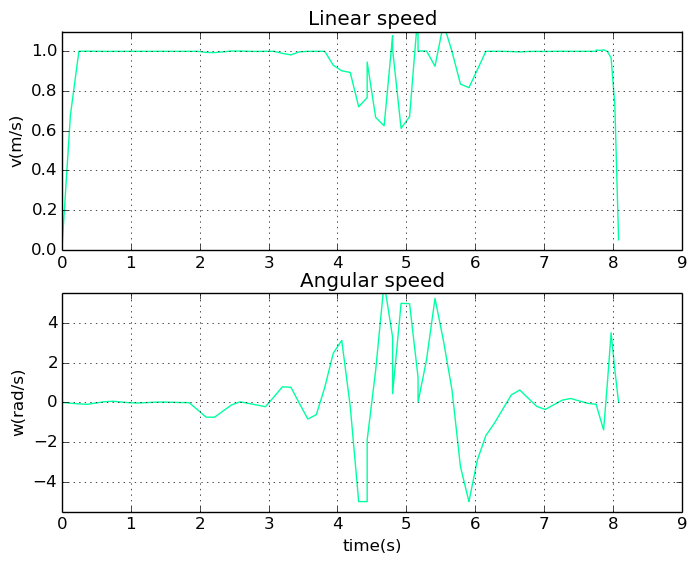 Linear speed
v(m/s)
1.0
0.8
0.6
0.4
0.2
0.0
0 1 2 3 4 5 6 7 8 9
Angular speed
w(rad/s)
4
2
0
−2
−4
0 1 2 3 4 5 6 7 8 9
time(s)